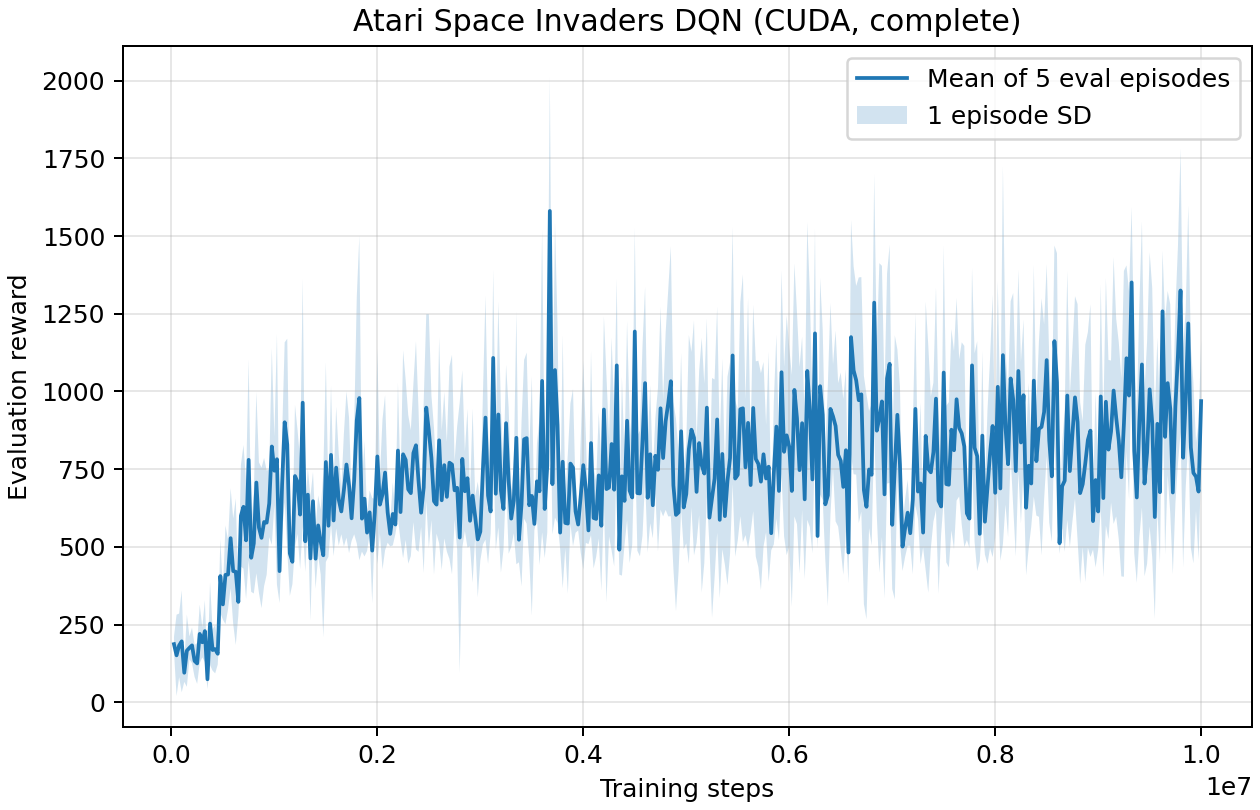 Atari Space Invaders DQN (CUDA, complete)
Mean of 5 eval episodes
1 episode SD
Evaluation reward
2000
1750
1500
1250
1000
750
500
250
0
0.0 0.2 0.4 0.6 0.8 1.0
1e7
Training steps